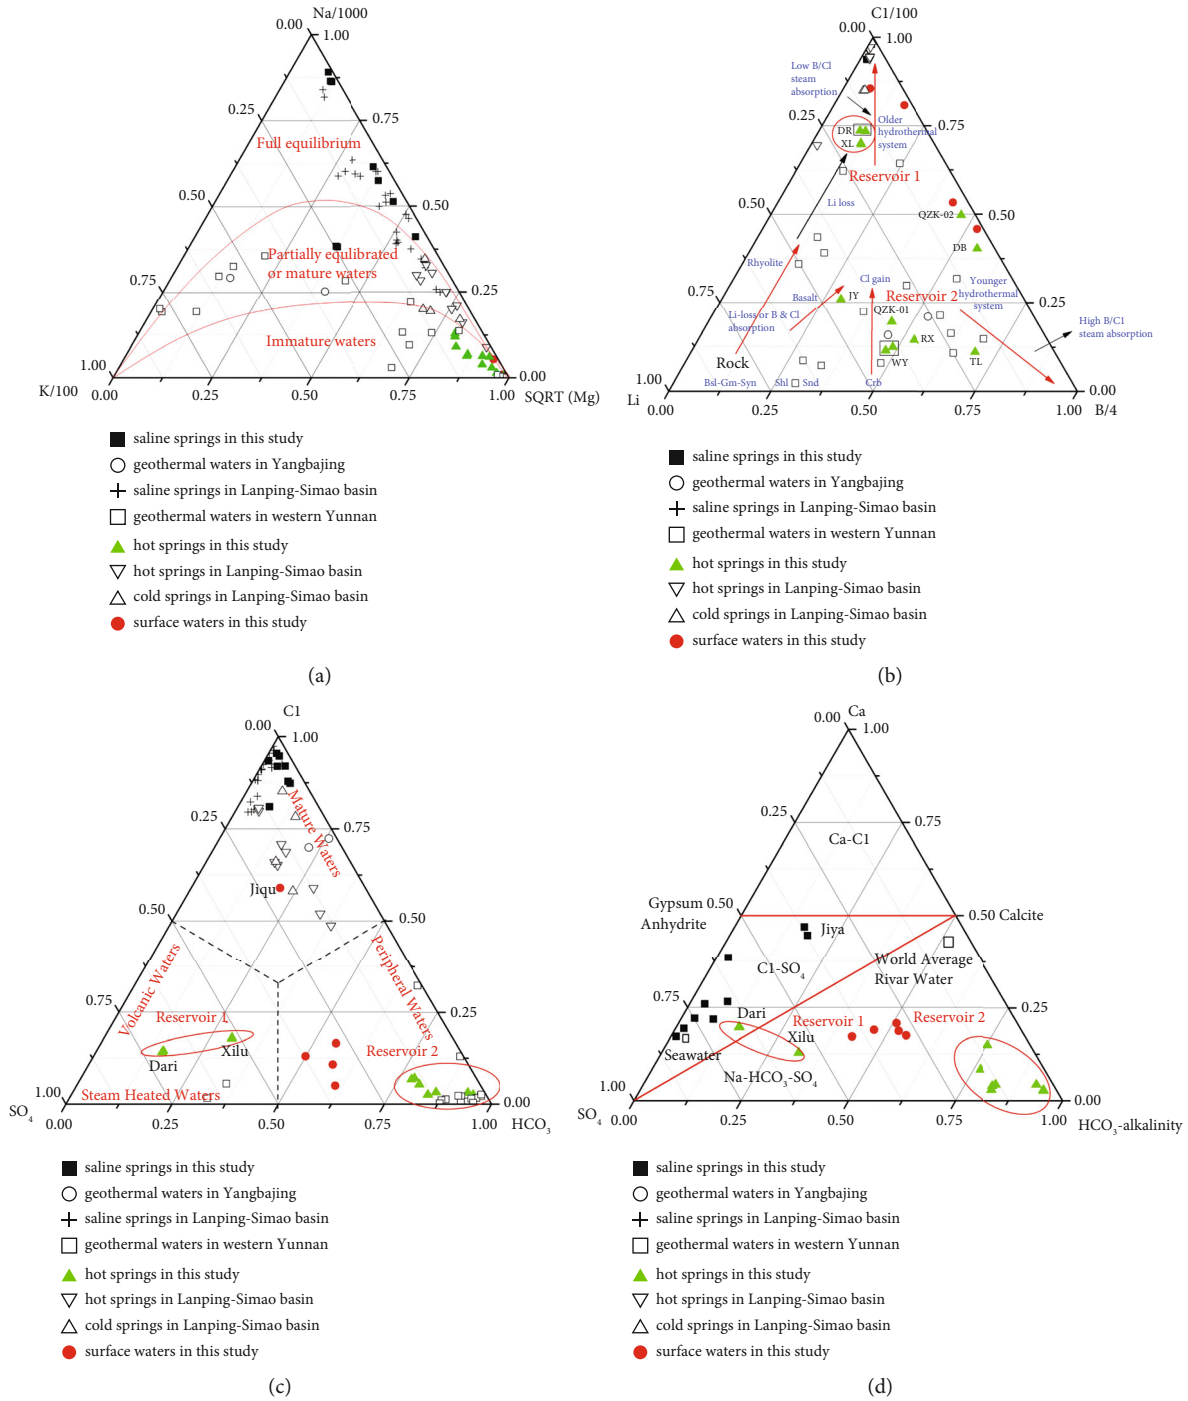 Na/1000
0.00
1.00
0.25
0.75
Full equilibrium
0.50
0.50
Partially equlibrated
or mature waters
0.75
0.25
Immature waters
1.00
0.00
K/100
0.00
0.25
0.50
0.75
1.00
SQRT (Mg)
saline springs in this study
geothermal waters in Yangbajing
saline springs in Lanping-Simao basin
geothermal waters in western Yunnan
hot springs in this study
hot springs in Lanping-Simao basin
cold springs in Lanping-Simao basin
surface waters in this study
(a)
C1/100
0.00
1.00
Low B/Cl
steam
absorption
0.25
0.75
DR
XL
Older
hydrothermal
system
Reservoir 1
0.50
Li loss
QZK-02
0.50
DB
Rhyolite
Cl gain
0.75
Basalt
JY
Reservoir 2
Younger
hydrothermal
system
0.25
Li-loss or B & Cl
absorption
QZK-01
RX
High B/C1
steam absorption
Rock
WY
TL
1.00
Bsl-Gm-Syn
Shl
Snd
Crb
0.00
Li
0.00
0.25
0.50
0.75
1.00
B/4
saline springs in this study
geothermal waters in Yangbajing
saline springs in Lanping-Simao basin
geothermal waters in western Yunnan
hot springs in this study
hot springs in Lanping-Simao basin
cold springs in Lanping-Simao basin
surface waters in this study
(b)
C1
0.00
1.00
0.25
0.75
Mature Waters
Jiqu
0.50
0.50
Volcanic Waters
Peripheral Waters
0.75
0.25
Reservoir 1
Dari
Xilu
Reservoir 2
1.00
Steam Heated Waters
0.00
SO4
0.00
0.25
0.50
0.75
1.00
HCO3
saline springs in this study
geothermal waters in Yangbajing
saline springs in Lanping-Simao basin
geothermal waters in western Yunnan
hot springs in this study
hot springs in Lanping-Simao basin
cold springs in Lanping-Simao basin
surface waters in this study
(c)
Ca
0.00
1.00
0.25
0.75
Ca-C1
Gypsum
Anhydrite
0.50
0.50
Calcite
Jiya
C1-SO4
World Average
Rivar Water
0.75
0.25
Dari
Reservoir 1
Reservoir 2
Xilu
Seawater
Na-HCO3-SO4
1.00
0.00
SO4
0.00
0.25
0.50
0.75
1.00
HCO3-alkalinity
saline springs in this study
geothermal waters in Yangbajing
saline springs in Lanping-Simao basin
geothermal waters in western Yunnan
hot springs in this study
hot springs in Lanping-Simao basin
cold springs in Lanping-Simao basin
surface waters in this study
(d)